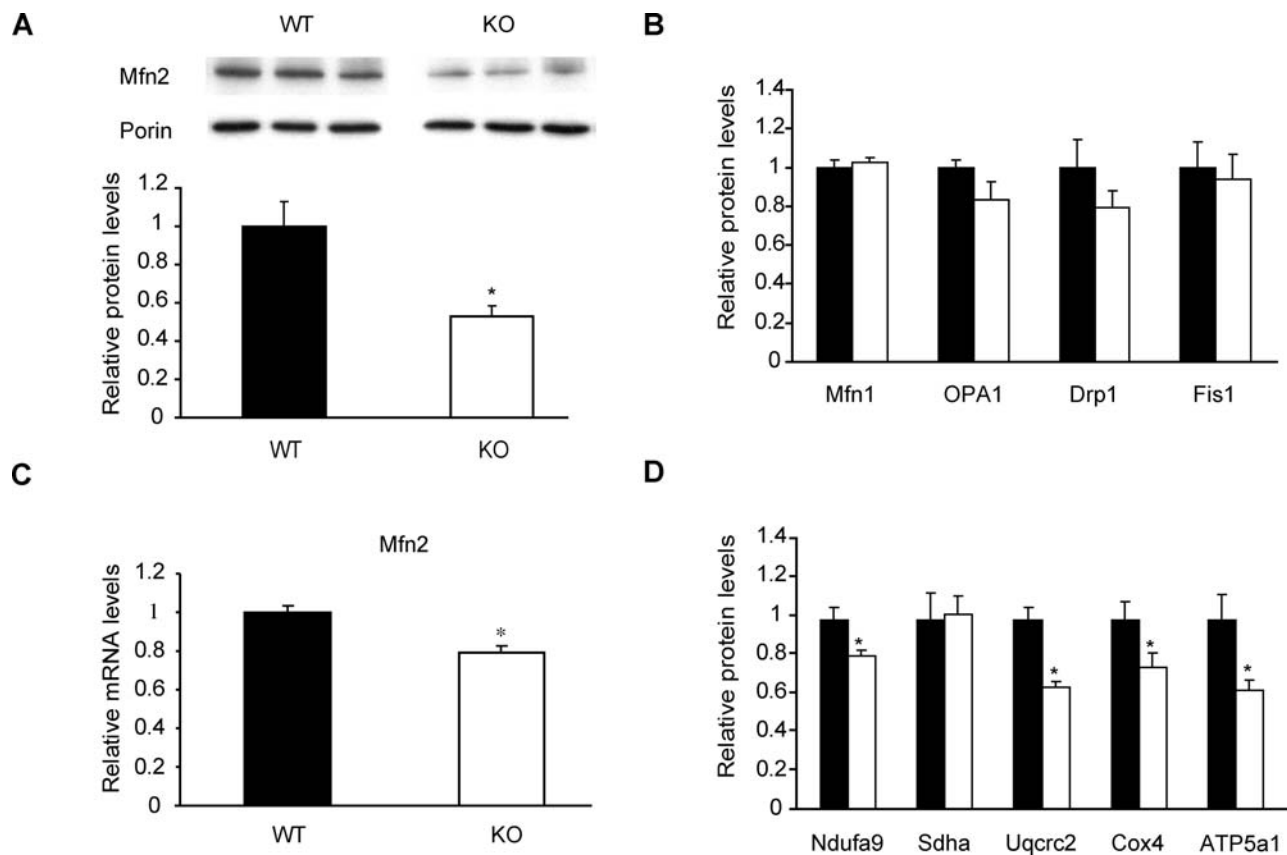 A
WT KO
Mfn2
Porin
Relative protein levels
1.2
1
0.8
0.6
0.4
0.2
0
*
WT KO
B
Relative protein levels
1.4
1.2
1
0.8
0.6
0.4
0.2
0
Mfn1 OPA1 Drp1 Fis1
C
Mfn2
Relative mRNA levels
1.2
1
0.8
0.6
0.4
0.2
0
*
WT KO
D
Relative protein levels
1.4
1.2
1
0.8
0.6
0.4
0.2
0
* * * *
Ndufa9 Sdha Uqcrc2 Cox4 ATP5a1